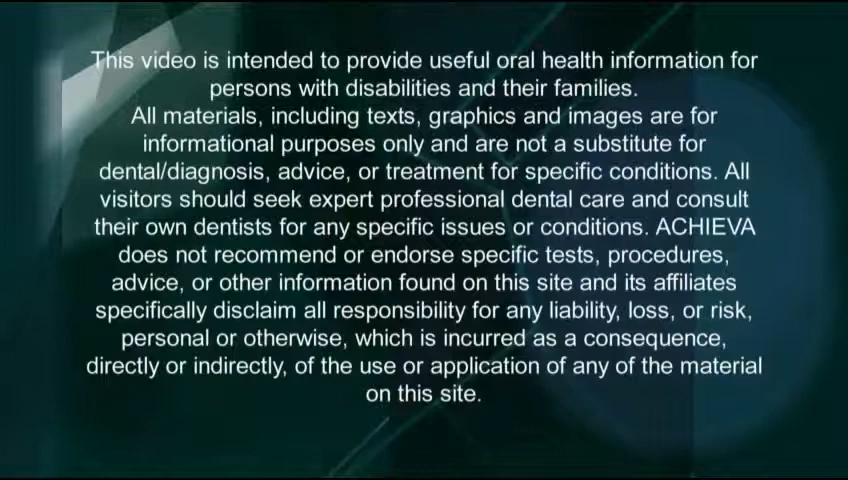 This video is intended to provide useful oral health information for
persons with disabilities and their families.
All materials, including texts, graphics and images are for
informational purposes only and are not a substitute for
dental/diagnosis, advice, or treatment for specific conditions. All
visitors should seek expert professional dental care and consult
their own dentists for any specific issues or conditions. ACHIEVA
does not recommend or endorse specific tests, procedures,
advice, or other information found on this site and its affiliates
specifically disclaim all responsibility for any liability, loss, or risk,
personal or otherwise, which is incurred as a consequence,
directly or indirectly, of the use or application of any of the material
on this site.